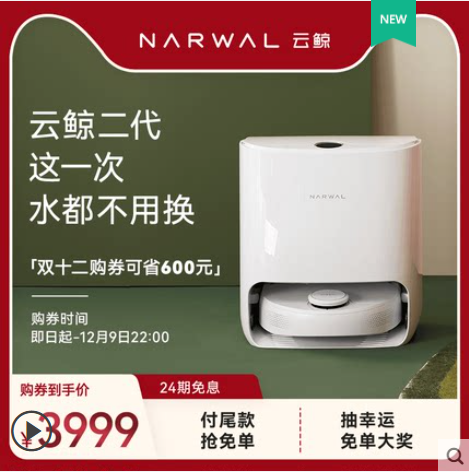 NARWAL 云鲸
NEW
云鲸二代
这一次
水都不用换
「双十二购券可省600元」
NARWAL
购券时间
即日起-12月9日22:00
购券到手价
24期免息
¥3999
付尾款
抢免单
抽幸运
免单大奖